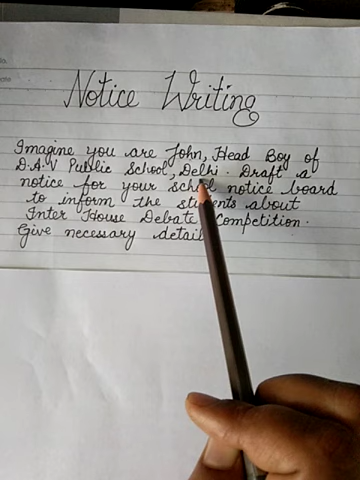 Notice Writing
Imagine you are John, Head Boy of
D.A.V Public School, Delhi. Draft a
notice for your school notice board
to inform the students about
Inter House Debate Competition.
Give necessary detail